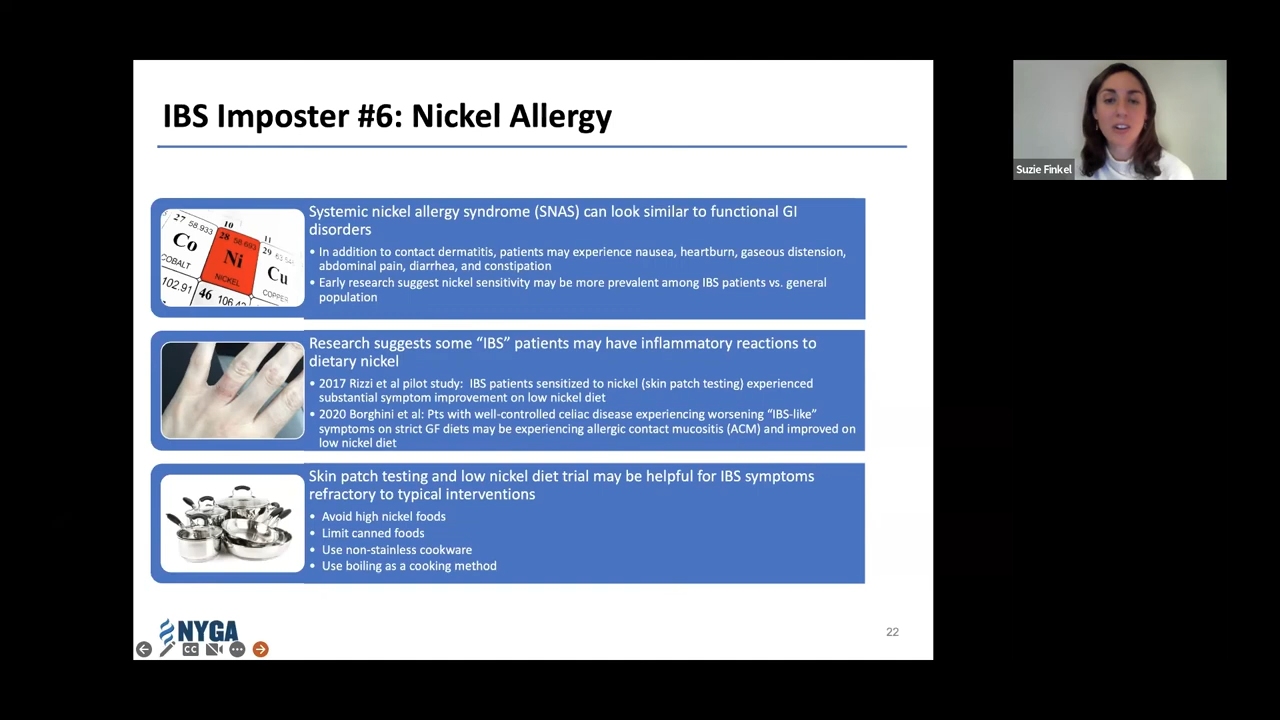 IBS Imposter #6: Nickel Allergy
Suzie Finkel
Systemic nickel allergy syndrome (SNAS) can look similar to functional GI
disorders
• In addition to contact dermatitis, patients may experience nausea, heartburn, gaseous distension,
abdominal pain, diarrhea, and constipation
• Early research suggest nickel sensitivity may be more prevalent among IBS patients vs. general
population
27 58.933
Co
COBALT
10
28 58.693
Ni
NICKEL
11
29
Cu
COPPER
102.91
46
Research suggests some “IBS” patients may have inflammatory reactions to
dietary nickel
• 2017 Rizzi et al pilot study: IBS patients sensitized to nickel (skin patch testing) experienced
substantial symptom improvement on low nickel diet
• 2020 Borghini et al: Pts with well-controlled celiac disease experiencing worsening “IBS-like”
symptoms on strict GF diets may be experiencing allergic contact mucositis (ACM) and improved on
low nickel diet
Skin patch testing and low nickel diet trial may be helpful for IBS symptoms
refractory to typical interventions
• Avoid high nickel foods
• Limit canned foods
• Use non-stainless cookware
• Use boiling as a cooking method
NYGA
CC
22